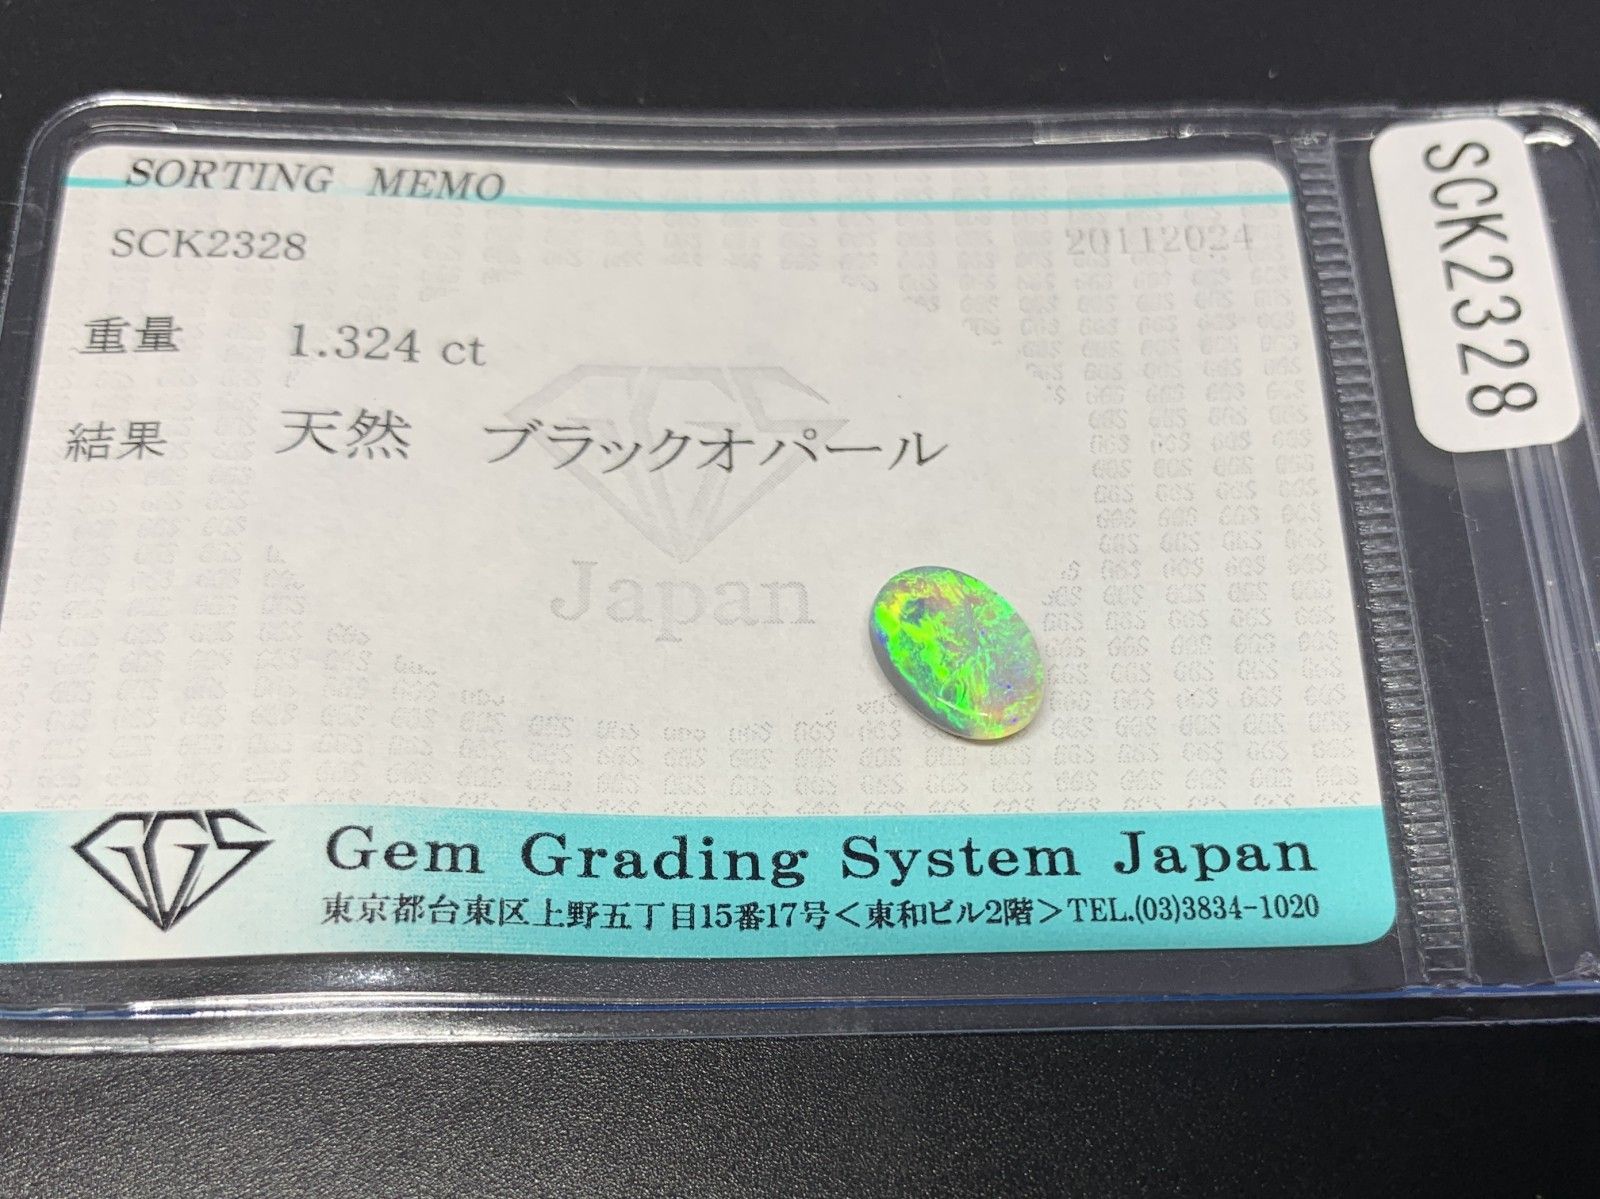 SORTING MEMO
SCK2328
20112024
重量 1.324 ct
結果 天然 ブラックオパール
GGS
Japan
GGS
Gem Grading System Japan
東京都台東区上野五丁目15番17号<東和ビル2階>TEL.(03)3834-1020
SCK2328